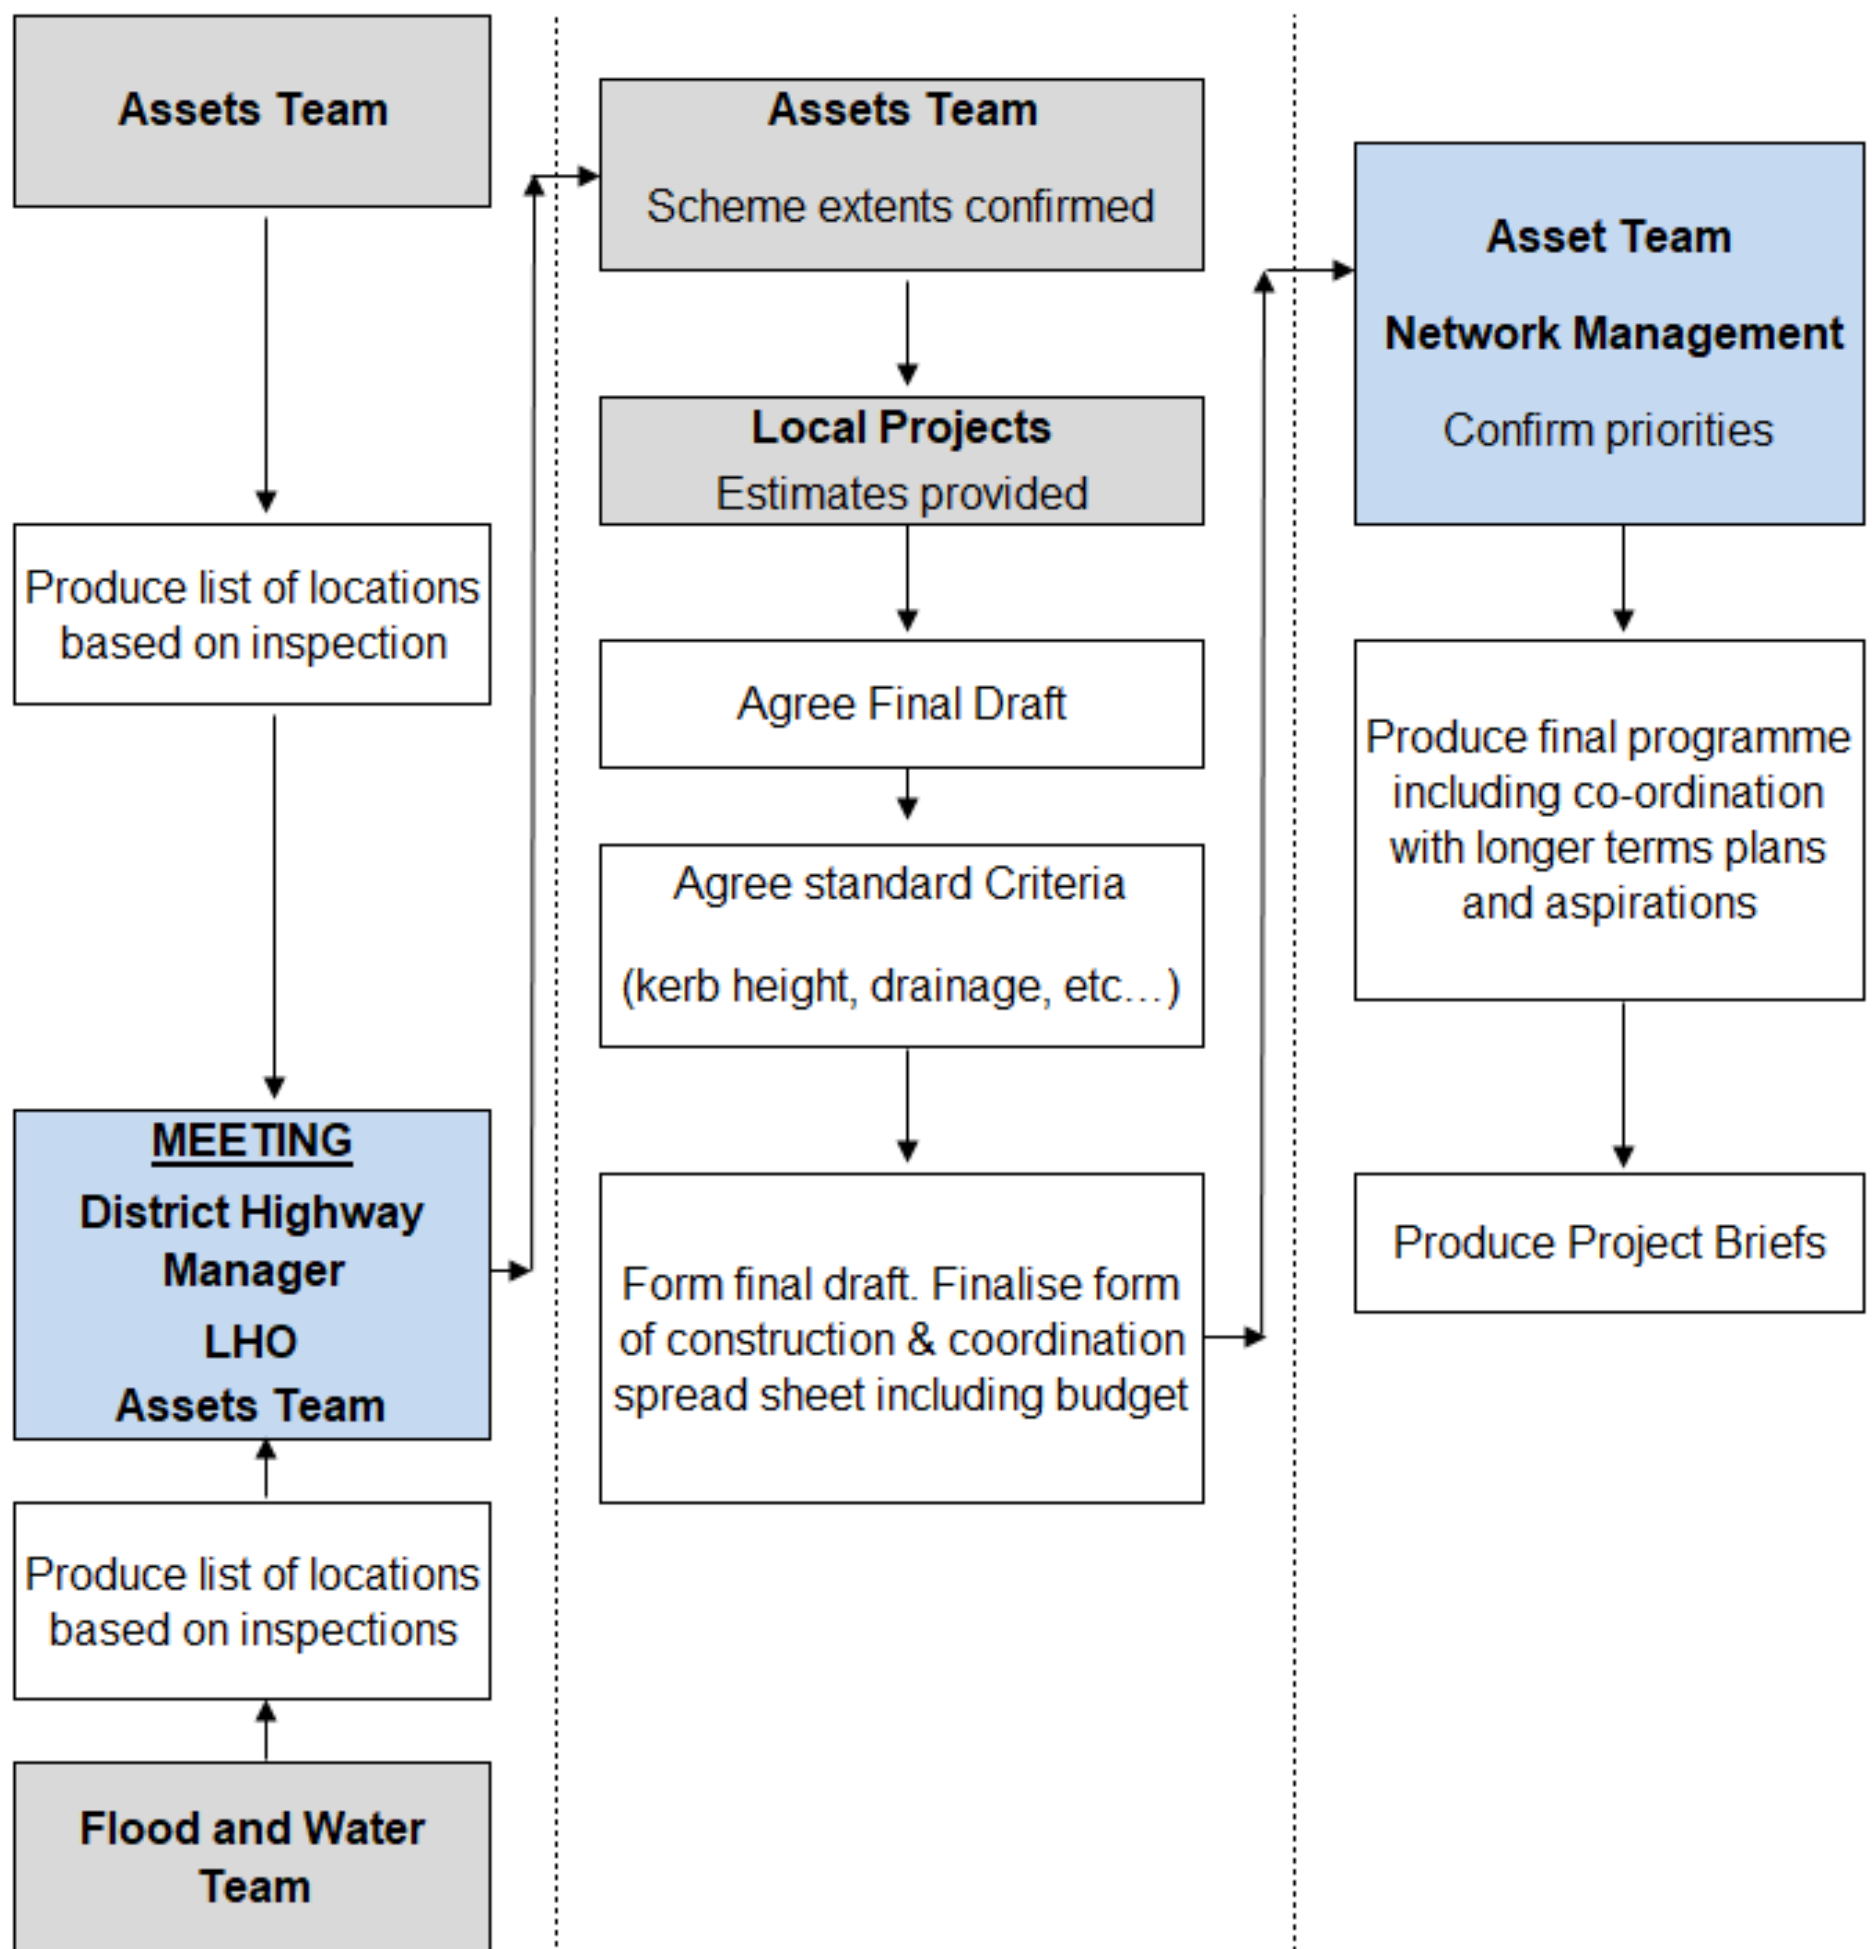 Assets Team
Produce list of locations
based on inspection
MEETING
District Highway
Manager
LHO
Assets Team
Produce list of locations
based on inspections
Flood and Water
Team
Assets Team
Scheme extents confirmed
Local Projects
Estimates provided
Agree Final Draft
Agree standard Criteria
(kerb height, drainage, etc...)
Form final draft. Finalise form
of construction & coordination
spread sheet including budget
Asset Team
Network Management
Confirm priorities
Produce final programme
including co-ordination
with longer terms plans
and aspirations
Produce Project Briefs